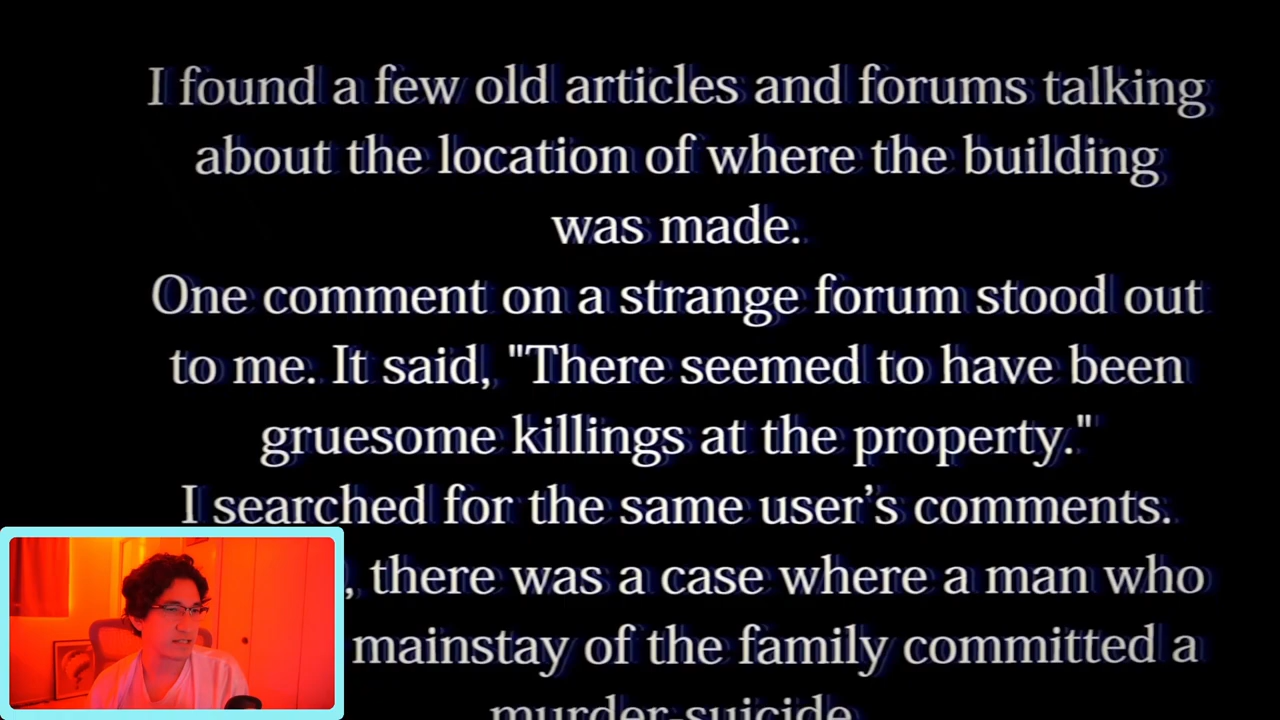 I found a few old articles and forums talking
about the location of where the building
was made.
One comment on a strange forum stood out
to me. It said, "There seemed to have been
gruesome killings at the property."
I searched for the same user’s comments.
, there was a case where a man who
mainstay of the family committed a
murder-suicide